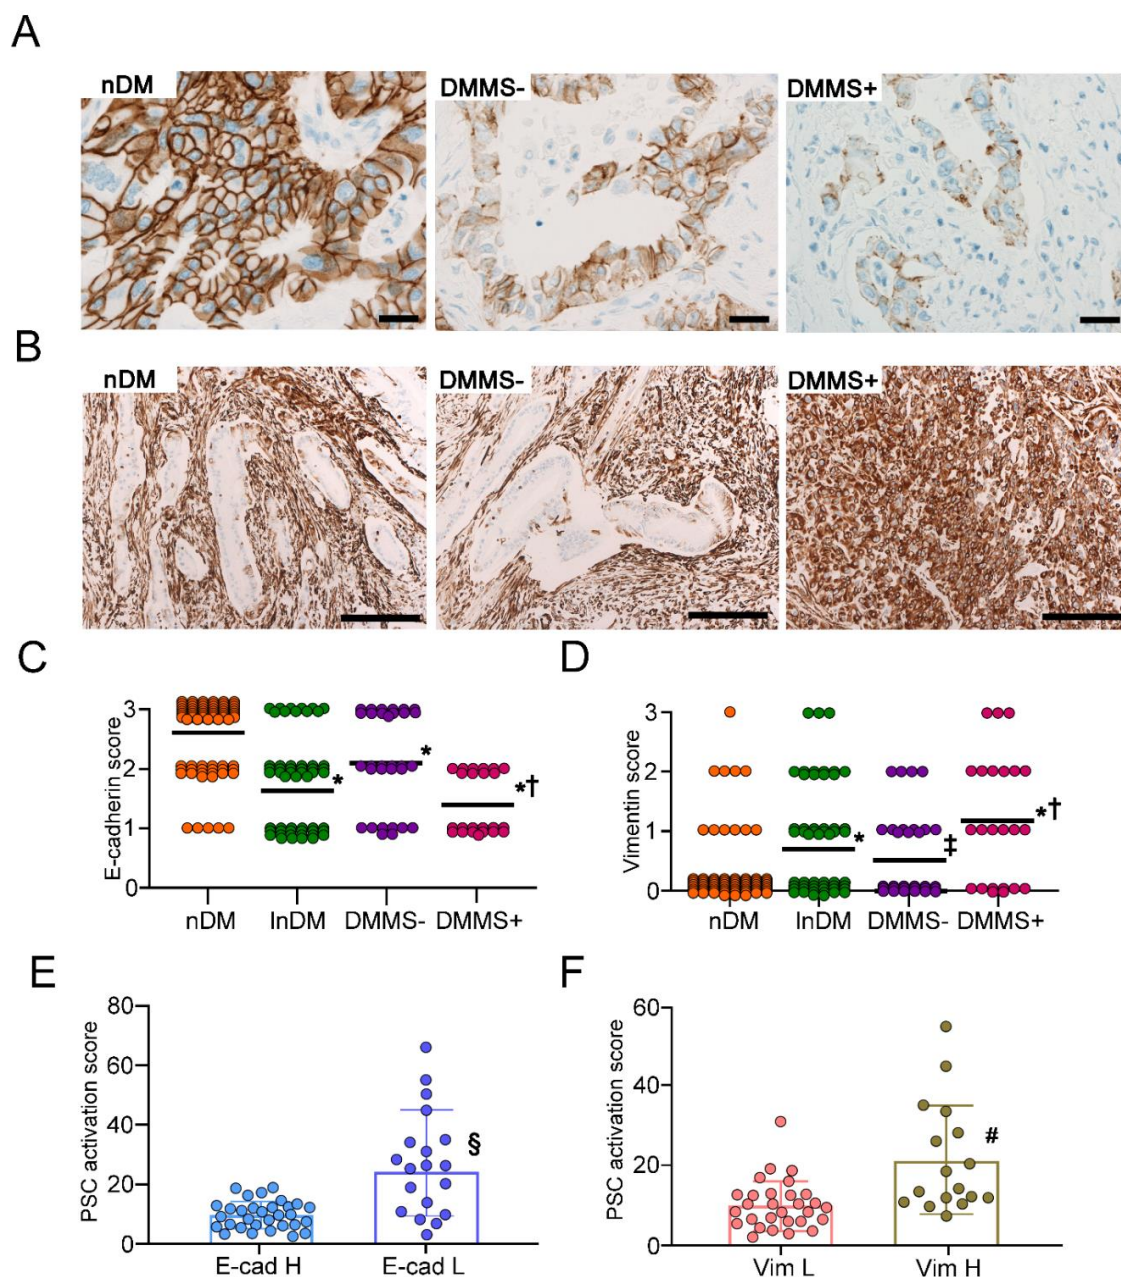 A
nDM
DMMS-
DMMS+
B
nDM
DMMS-
DMMS+
C
E-cadherin score
3
2
1
0
*
*
*†
nDM
InDM
DMMS-
DMMS+
D
Vimentin score
3
2
1
0
*
‡
*†
nDM
InDM
DMMS-
DMMS+
E
PSC activation score
80
60
40
20
0
§
E-cad H
E-cad L
F
PSC activation score
60
40
20
0
#
Vim L
Vim H